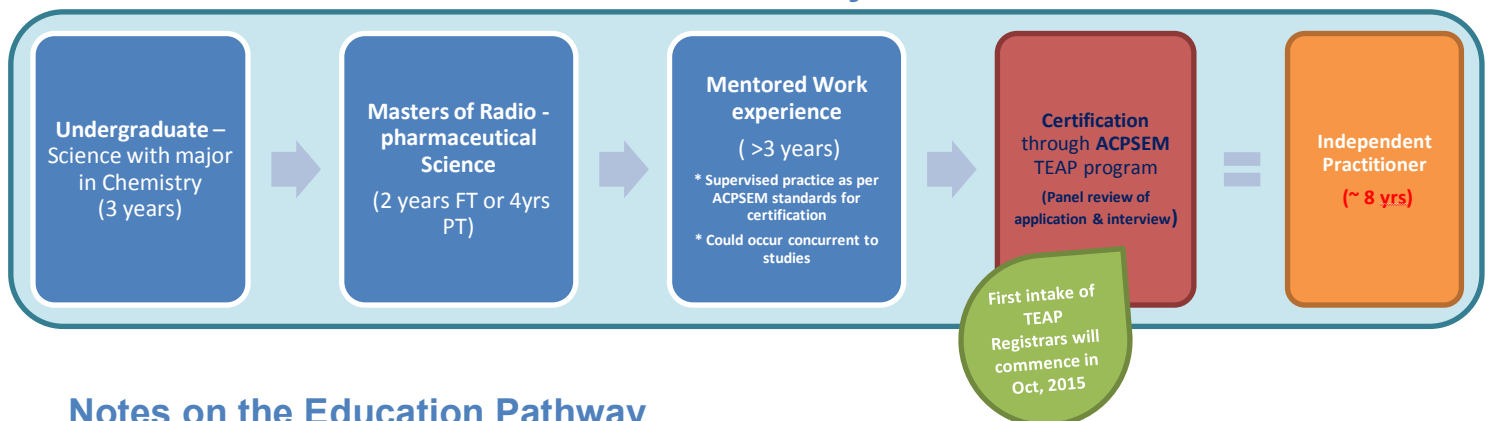 Undergraduate –
Science with major
in Chemistry
(3 years)
Masters of Radio -
pharmaceutical
Science
(2 years FT or 4yrs
PT)
Mentored Work
experience
( >3 years)
* Supervised practice as per
ACPSEM standards for
certification
* Could occur concurrent to
studies
Certification
through ACPSEM
TEAP program
(Panel review of
application & interview)
First intake of
TEAP
Registrars will
commence in
Oct, 2015
Independent
Practitioner
(~ 8 yrs)
Notes on the Education Pathway